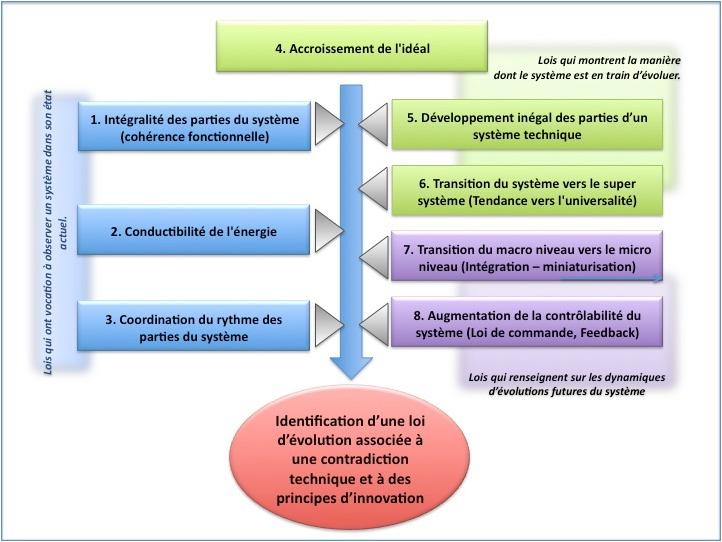 4. Accroissement de l'idéal
Lois qui montrent la manière
dont le système est en train d’évoluer.
Lois qui ont vocation à observer un système dans son état
actuel.
1. Intégralité des parties du système
(cohérence fonctionnelle)
5. Développement inégal des parties d’un
système technique
6. Transition du système vers le super
système (Tendance vers l'universalité)
2. Conductibilité de l'énergie
7. Transition du macro niveau vers le micro
niveau (Intégration – miniaturisation)
3. Coordination du rythme des
parties du système
8. Augmentation de la contrôlabilité du
système (Loi de commande, Feedback)
Lois qui renseignent sur les dynamiques
d’évolutions futures du système
Identification d’une loi
d’évolution associée à
une contradiction
technique et à des
principes d’innovation